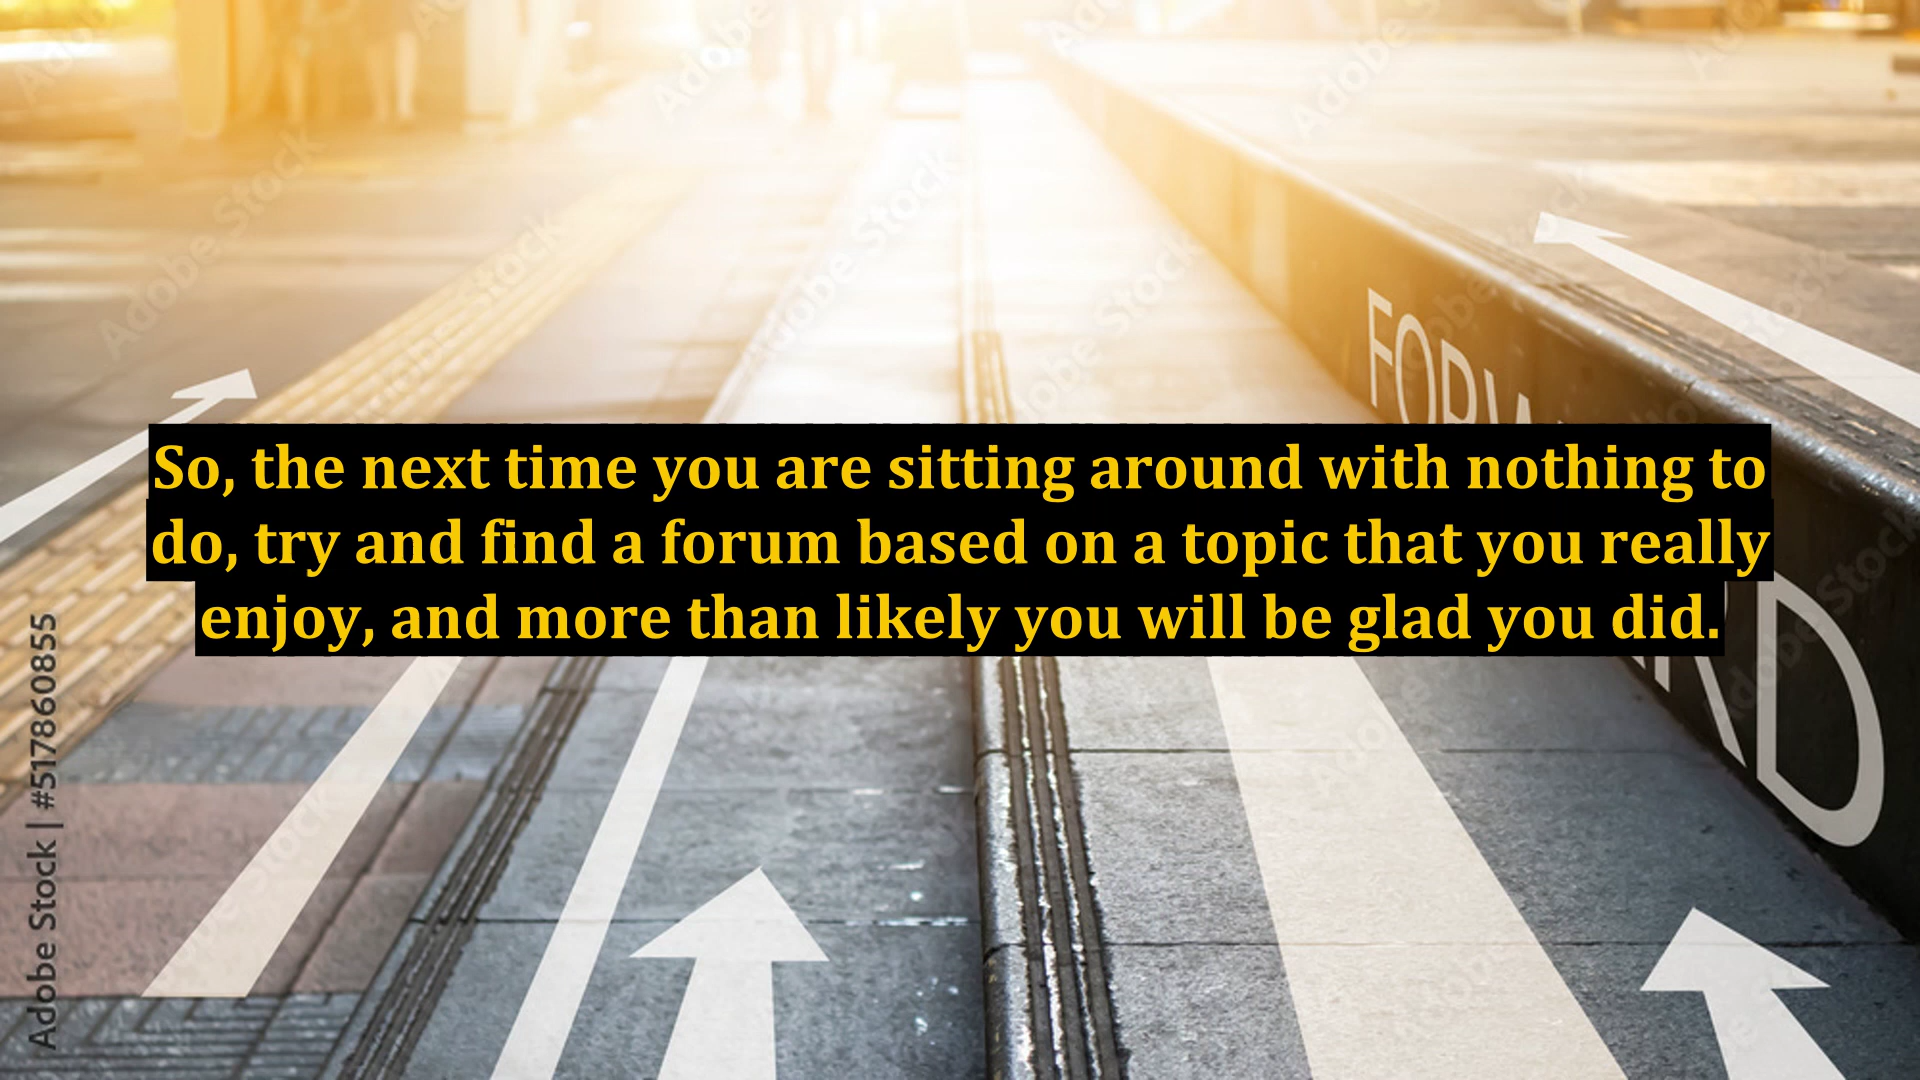 FORWARD
So, the next time you are sitting around with nothing to
do, try and find a forum based on a topic that you really
enjoy, and more than likely you will be glad you did.
Adobe Stock | #517860855